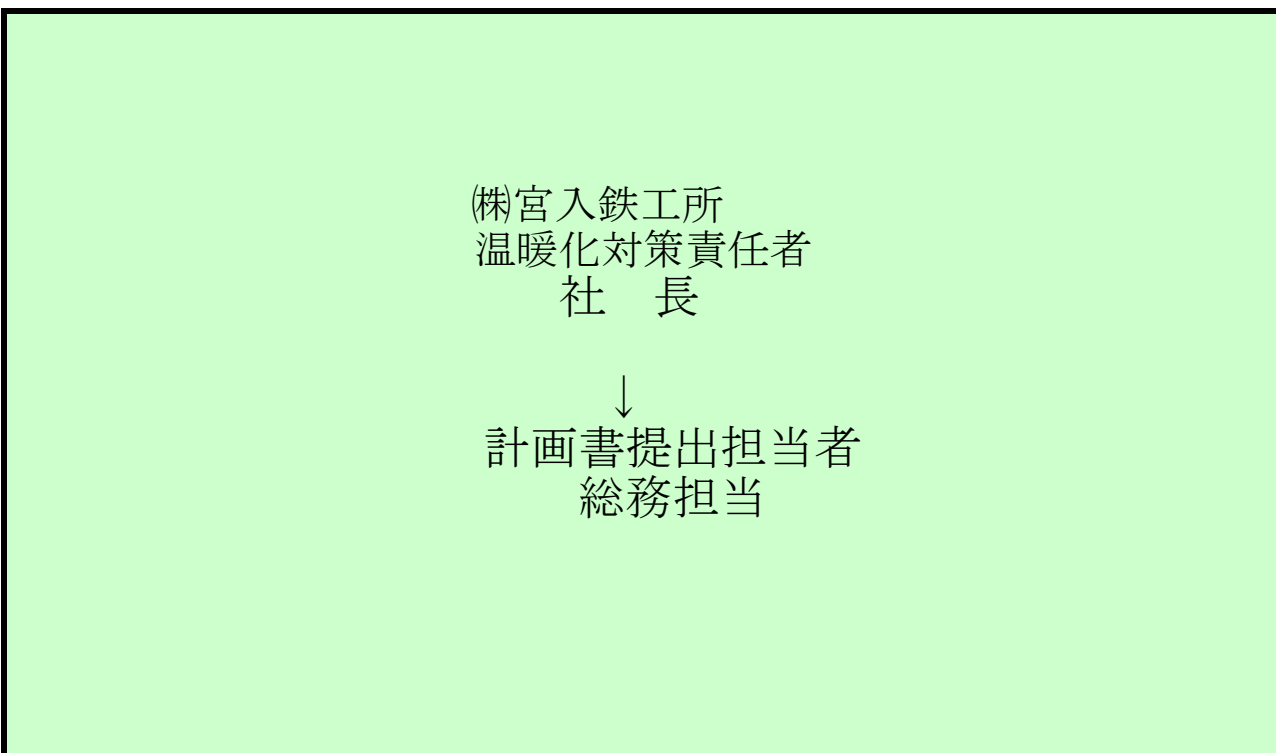 ㈱宮入鉄工所
温暖化対策責任者
社　長
↓
計画書提出担当者
総務担当